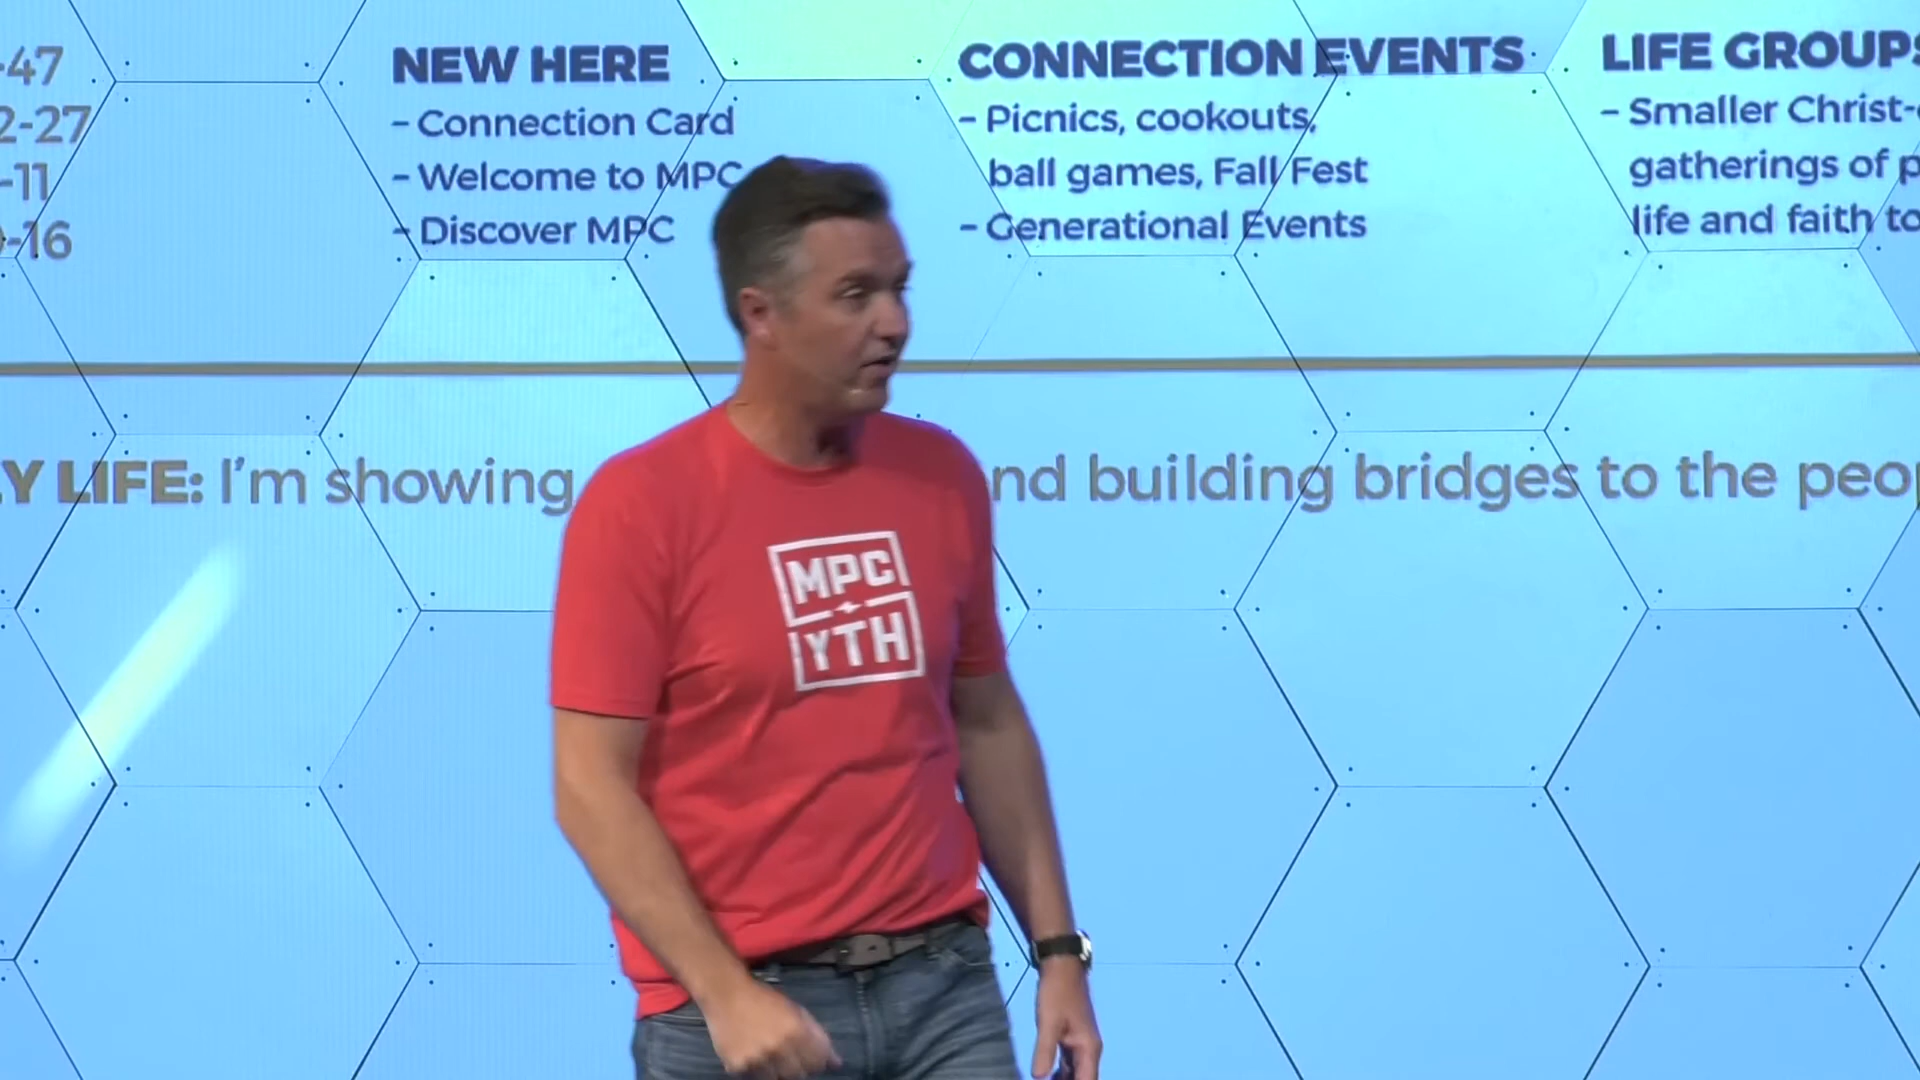 -47
2-27
-11
-16
NEW HERE
– Connection Card
– Welcome to MPC
– Discover MPC
CONNECTION EVENTS
– Picnics, cookouts,
ball games, Fall Fest
– Generational Events
LIFE GROUPS
– Smaller Christ-
gatherings of
life and faith
LIFE: I'm showing
building bridges to the
MPC
YTH